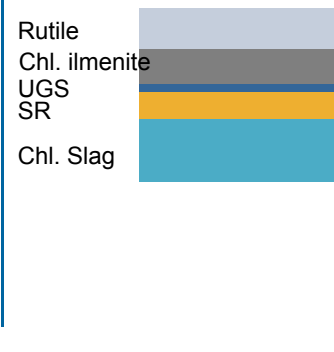 Rutile
Chl. ilmenite
UGS
SR
Chl. Slag